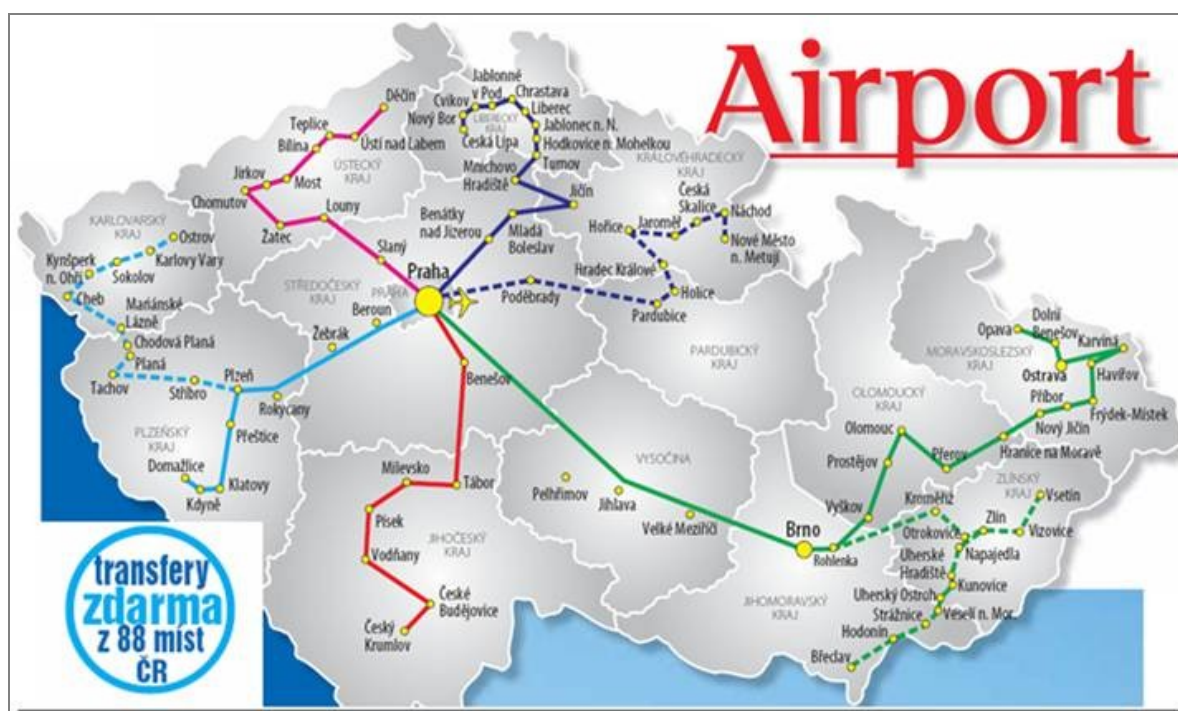 Airport
Děčín
Teplice
Bílina
Ústí nad Labem
ÚSTECKÝ
KRAJ
Jirkov
Most
Chomutov
Louny
Žatec
Slaný
Jablonné
v Pod
Cvikov
Nový Bor
Česká Lípa
LIBERECKÝ
KRAJ
Chrastava
Liberec
Jablonec n. N.
Hodkovice n. Mohelkou
Turnov
Mnichovo
Hradiště
Jičín
Benátky
nad Jizerou
Mladá
Boleslav
KRÁLOVÉHRADECKÝ
KRAJ
Česká
Skalice
Náchod
Hořice
Jaroměř
Nové Město
n. Metují
Hradec Králové
Holice
Pardubice
Poděbrady
PARDUBICKÝ
KRAJ
KARLOVARSKÝ
KRAJ
Ostrov
Karlovy Vary
Kynšperk
n. Ohří
Sokolov
Cheb
Mariánské
Lázně
Chodová Planá
Planá
Tachov
Stříbro
STŘEDOČESKÝ
KRAJ
PRAHA
Praha
Beroun
Žebrák
Plzeň
Rokycany
Přeštice
PLZEŇSKÝ
KRAJ
Domažlice
Klatovy
Kdyně
Benešov
Milevsko
Tábor
Písek
Vodňany
JIHOČESKÝ
KRAJ
České
Budějovice
Český
Krumlov
VYSOČINA
Pelhřimov
Jihlava
Velké Meziříčí
Brno
Rohlenka
JIHOMORAVSKÝ
KRAJ
Vyškov
Prostějov
Olomouc
OLOMOUCKÝ
KRAJ
Přerov
Hranice na Moravě
Nový Jičín
Příbor
Frýdek-Místek
Havířov
Karviná
Ostrava
Dolní
Benešov
Opava
MORAVSKOSLEZSKÝ
KRAJ
ZLÍNSKÝ
KRAJ
Vsetín
Kroměříž
Zlín
Otrokovice
Vizovice
Napajedla
Uherské
Hradiště
Kunovice
Uherský Ostroh
Veselí n. Mor.
Strážnice
Hodonín
Břeclav
transfery
zdarma
z 88 míst
ČR